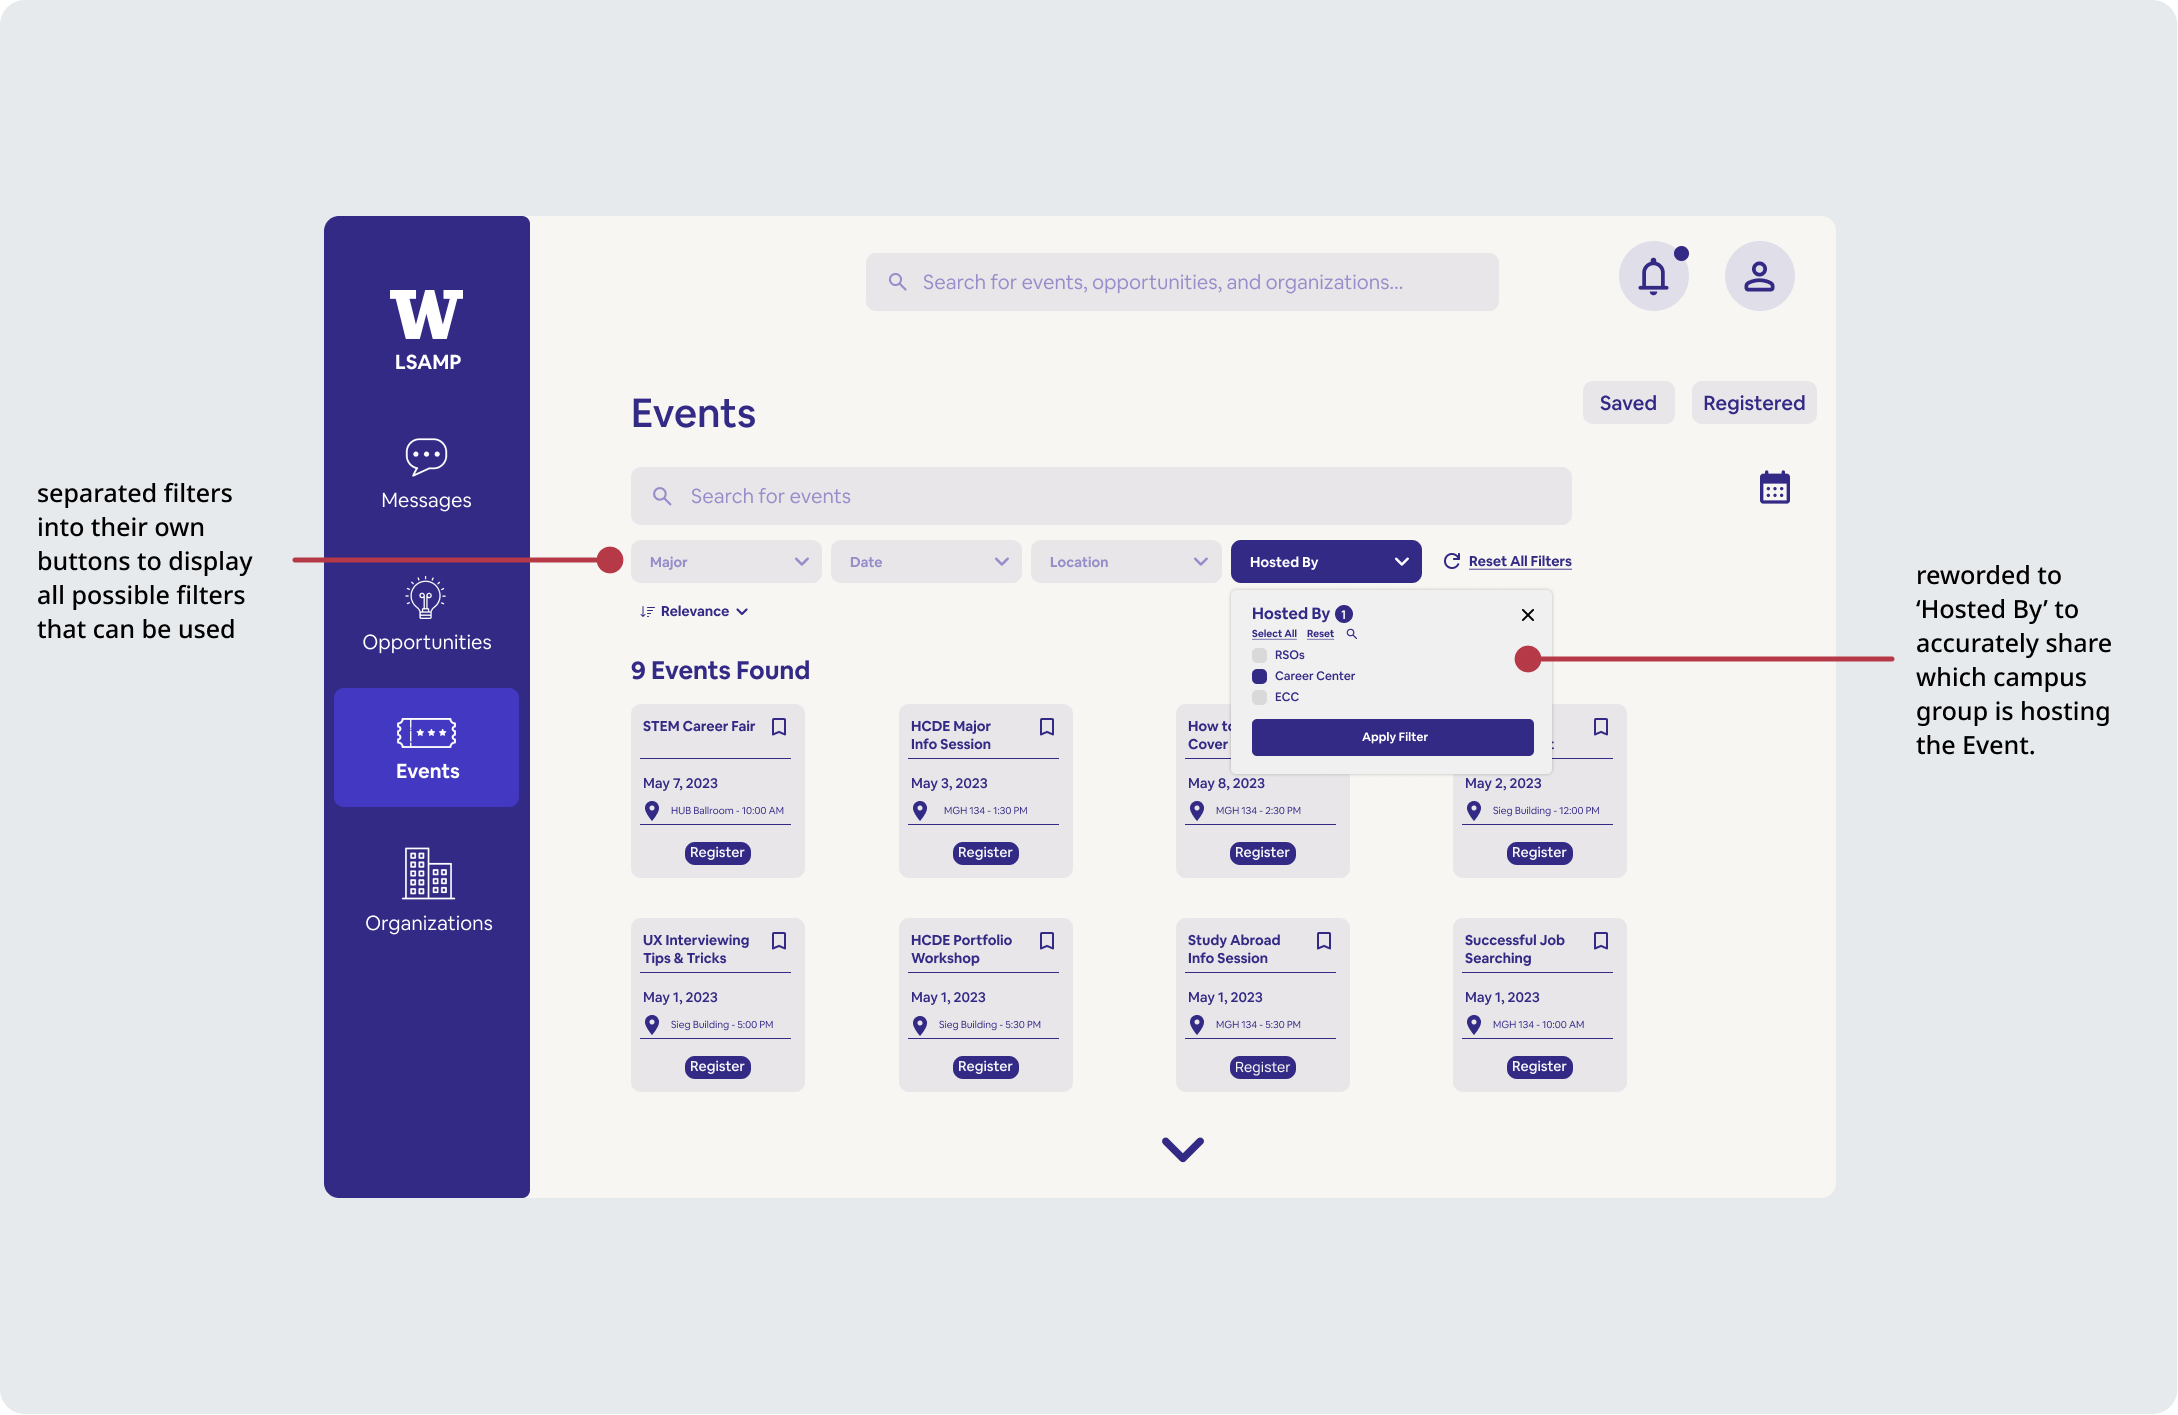 separated filters
into their own
buttons to display
all possible filters
that can be used
W
LSAMP
Messages
Opportunities
Events
Organizations
Search for events, opportunities, and organizations...
Events
Saved
Registered
Search for events
Major
Date
Location
Hosted By
Reset All Filters
Relevance
Hosted By 1
Select All Reset
RSOs
Career Center
ECC
Apply Filter
9 Events Found
STEM Career Fair
May 7, 2023
HUB Ballroom - 10:00 AM
Register
HCDE Major
Info Session
May 3, 2023
MGH 134 - 1:30 PM
Register
How
Cover
May 8, 2023
MGH 134 - 2:30 PM
Register
May 2, 2023
Sieg Building - 12:00 PM
Register
UX Interviewing
Tips & Tricks
May 1, 2023
Sieg Building - 5:00 PM
Register
HCDE Portfolio
Workshop
May 1, 2023
Sieg Building - 5:30 PM
Register
Study Abroad
Info Session
May 1, 2023
MGH 134 - 5:30 PM
Register
Successful Job
Searching
May 1, 2023
MGH 134 - 10:00 AM
Register
reworded to
‘Hosted By’ to
accurately share
which campus
group is hosting
the Event.